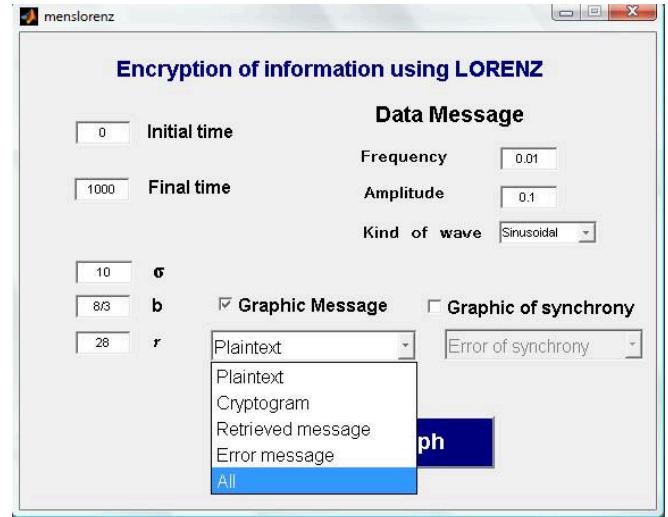 menslorenz
Encryption of information using LORENZ
Data Message
0 Initial time
Frequency 0.01
1000 Final time
Amplitude 0.1
Kind of wave Sinusoidal
10 σ
8/3 b
Graphic Message
Graphic of synchrony
28 r
Plaintext
Error of synchrony
Plaintext
Cryptogram
Retrieved message
Error message
All
ph